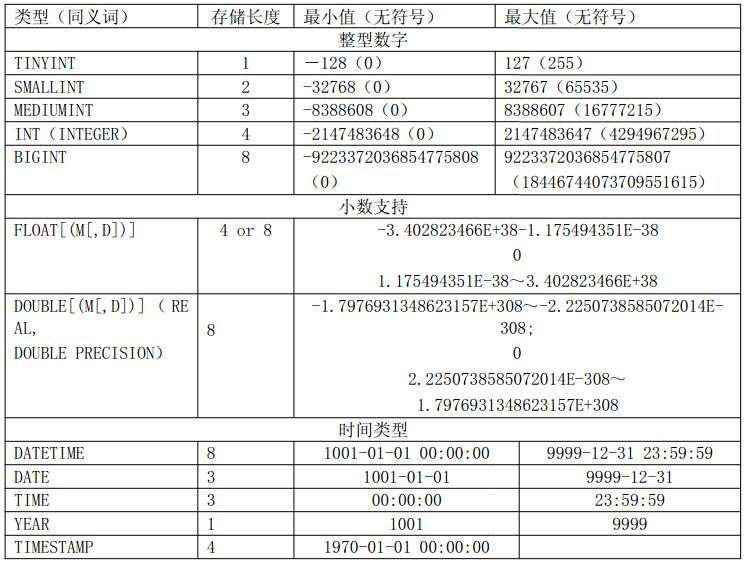 类型（同义词） 存储长度 最小值（无符号） 最大值（无符号）
整型数字
TINYINT 1 －128（0） 127（255）
SMALLINT 2 -32768（0） 32767（65535）
MEDIUMINT 3 -8388608（0） 8388607（16777215）
INT（INTEGER） 4 -2147483648（0） 2147483647（4294967295）
BIGINT 8 -9223372036854775808 9223372036854775807
（0） （18446744073709551615）
小数支持
FLOAT[(M[,D])] 4 or 8 -3.402823466E+38-1.175494351E-38
0
1.175494351E-38～3.402823466E+38
DOUBLE[(M[,D])]（RE -1.7976931348623157E+308～-2.2250738585072014E-
AL, 8 308;
DOUBLE PRECISION） 0
2.2250738585072014E-308～
1.7976931348623157E+308
时间类型
DATETIME 8 1001-01-01 00:00:00 9999-12-31 23:59:59
DATE 3 1001-01-01 9999-12-31
TIME 3 00:00:00 23:59:59
YEAR 1 1001 9999
TIMESTAMP 4 1970-01-01 00:00:00